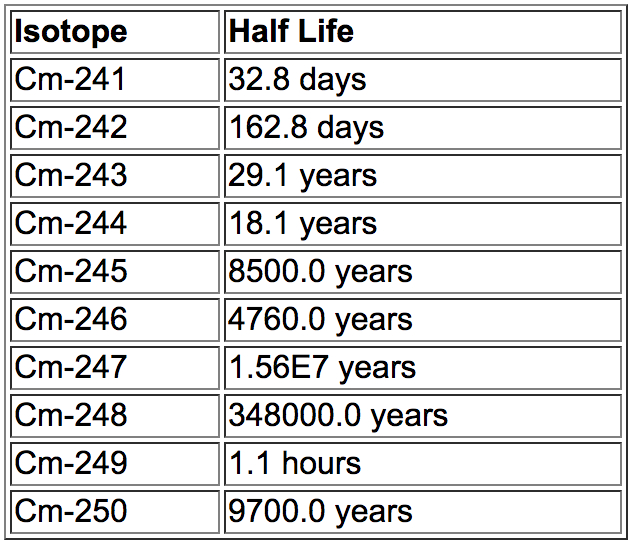 Isotope Half Life
Cm-241 32.8 days
Cm-242 162.8 days
Cm-243 29.1 years
Cm-244 18.1 years
Cm-245 8500.0 years
Cm-246 4760.0 years
Cm-247 1.56E7 years
Cm-248 348000.0 years
Cm-249 1.1 hours
Cm-250 9700.0 years